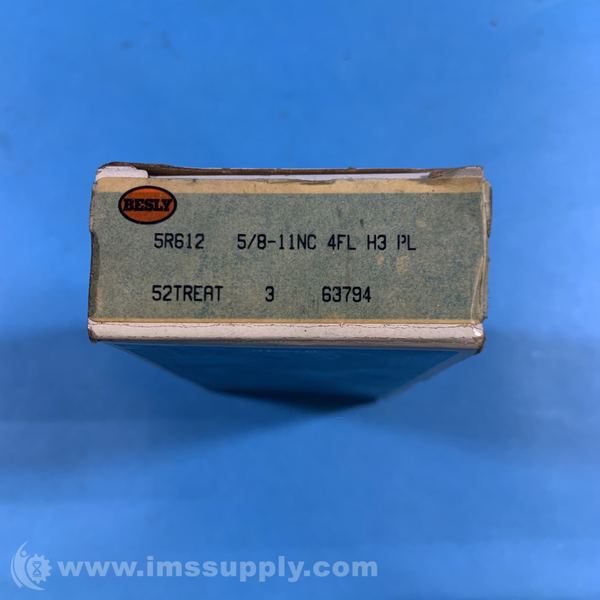 BESLY
5R612 5/8-11NC 4FL H3 PL
52TREAT 3 63794
www.imssupply.com